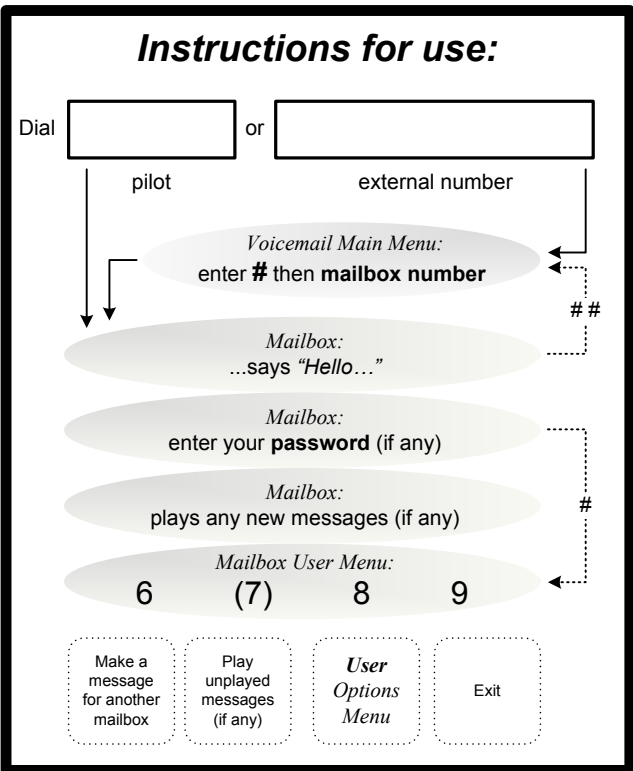 Instructions for use:
Dial or
pilot external number
Voicemail Main Menu:
enter # then mailbox number
# #
Mailbox:
...says “Hello…”
Mailbox:
enter your password (if any)
Mailbox:
plays any new messages (if any)
#
Mailbox User Menu:
6 (7) 8 9
Make a
message
for another
mailbox
Play
unplayed
messages
(if any)
User
Options
Menu
Exit